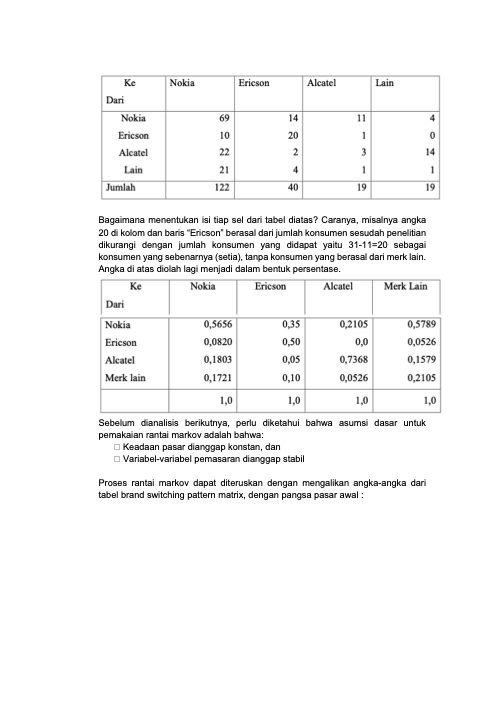 Ke Nokia Ericson Alcatel Lain
Dari
Nokia 69 14 11 4
Ericson 10 20 1 0
Alcatel 22 2 3 14
Lain 21 4 1 1
Jumlah 122 40 19 19
Bagaimana menentukan isi tiap sel dari tabel diatas? Caranya, misalnya angka
20 di kolom dan baris “Ericson” berasal dari jumlah konsumen sesudah penelitian
dikurangi dengan jumlah konsumen yang didapat yaitu 31-11=20 sebagai
konsumen yang sebenarnya (setia), tanpa konsumen yang berasal dari merk lain.
Angka di atas diolah lagi menjadi dalam bentuk persentase.
Ke Nokia Ericson Alcatel Merk Lain
Dari
Nokia 0,5656 0,35 0,2105 0,5789
Ericson 0,0820 0,50 0,0 0,0526
Alcatel 0,1803 0,05 0,7368 0,1579
Merk lain 0,1721 0,10 0,0526 0,2105
1,0 1,0 1,0 1,0
Sebelum dianalisis berikutnya, perlu diketahui bahwa asumsi dasar untuk
pemakaian rantai markov adalah bahwa:
□ Keadaan pasar dianggap konstan, dan
□ Variabel-variabel pemasaran dianggap stabil
Proses rantai markov dapat diteruskan dengan mengalikan angka-angka dari
tabel brand switching pattern matrix, dengan pangsa pasar awal :